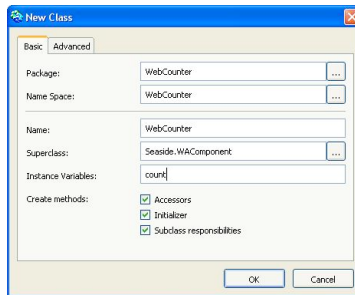 New Class
Basic Advanced
Package: WebCounter ...
Name Space: WebCounter ...
Name: WebCounter
Superclass: Seaside.WAComponent ...
Instance Variables: count
Create methods: Accessors
Initializer
Subclass responsibilities
OK Cancel